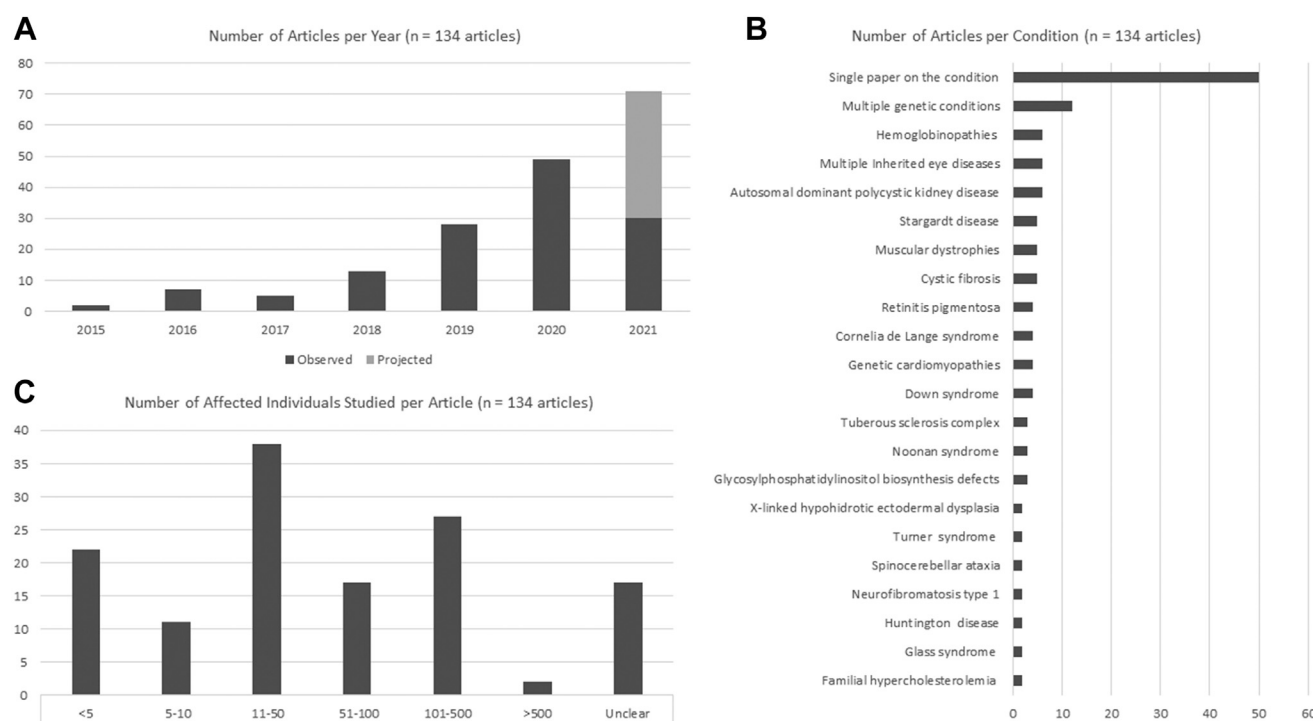 A
Number of Articles per Year (n = 134 articles)
80
70
60
50
40
30
20
10
0
2015 2016 2017 2018 2019 2020 2021
Observed Projected
B
Number of Articles per Condition (n = 134 articles)
Single paper on the condition
Multiple genetic conditions
Hemoglobinopathies
Multiple Inherited eye diseases
Autosomal dominant polycystic kidney disease
Stargardt disease
Muscular dystrophies
Cystic fibrosis
Retinitis pigmentosa
Cornelia de Lange syndrome
Genetic cardiomyopathies
Down syndrome
Tuberous sclerosis complex
Noonan syndrome
Glycosylphosphatidylinositol biosynthesis defects
X-linked hypohidrotic ectodermal dysplasia
Turner syndrome
Spinocerebellar ataxia
Neurofibromatosis type 1
Huntington disease
Glass syndrome
Familial hypercholesterolemia
0 10 20 30 40 50 60
C
Number of Affected Individuals Studied per Article (n = 134 articles)
40
35
30
25
20
15
10
5
0
<5 5-10 11-50 51-100 101-500 >500 Unclear